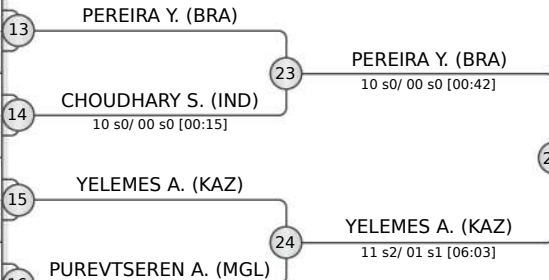 PEREIRA Y. (BRA)
13
23
PEREIRA Y. (BRA)
10 s0/ 00 s0 [00:42]
CHOUDHARY S. (IND)
14
10 s0/ 00 s0 [00:15]
YELEMES A. (KAZ)
15
24
YELEMES A. (KAZ)
11 s2/ 01 s1 [06:03]
PUREVTSEREN A. (MGL)